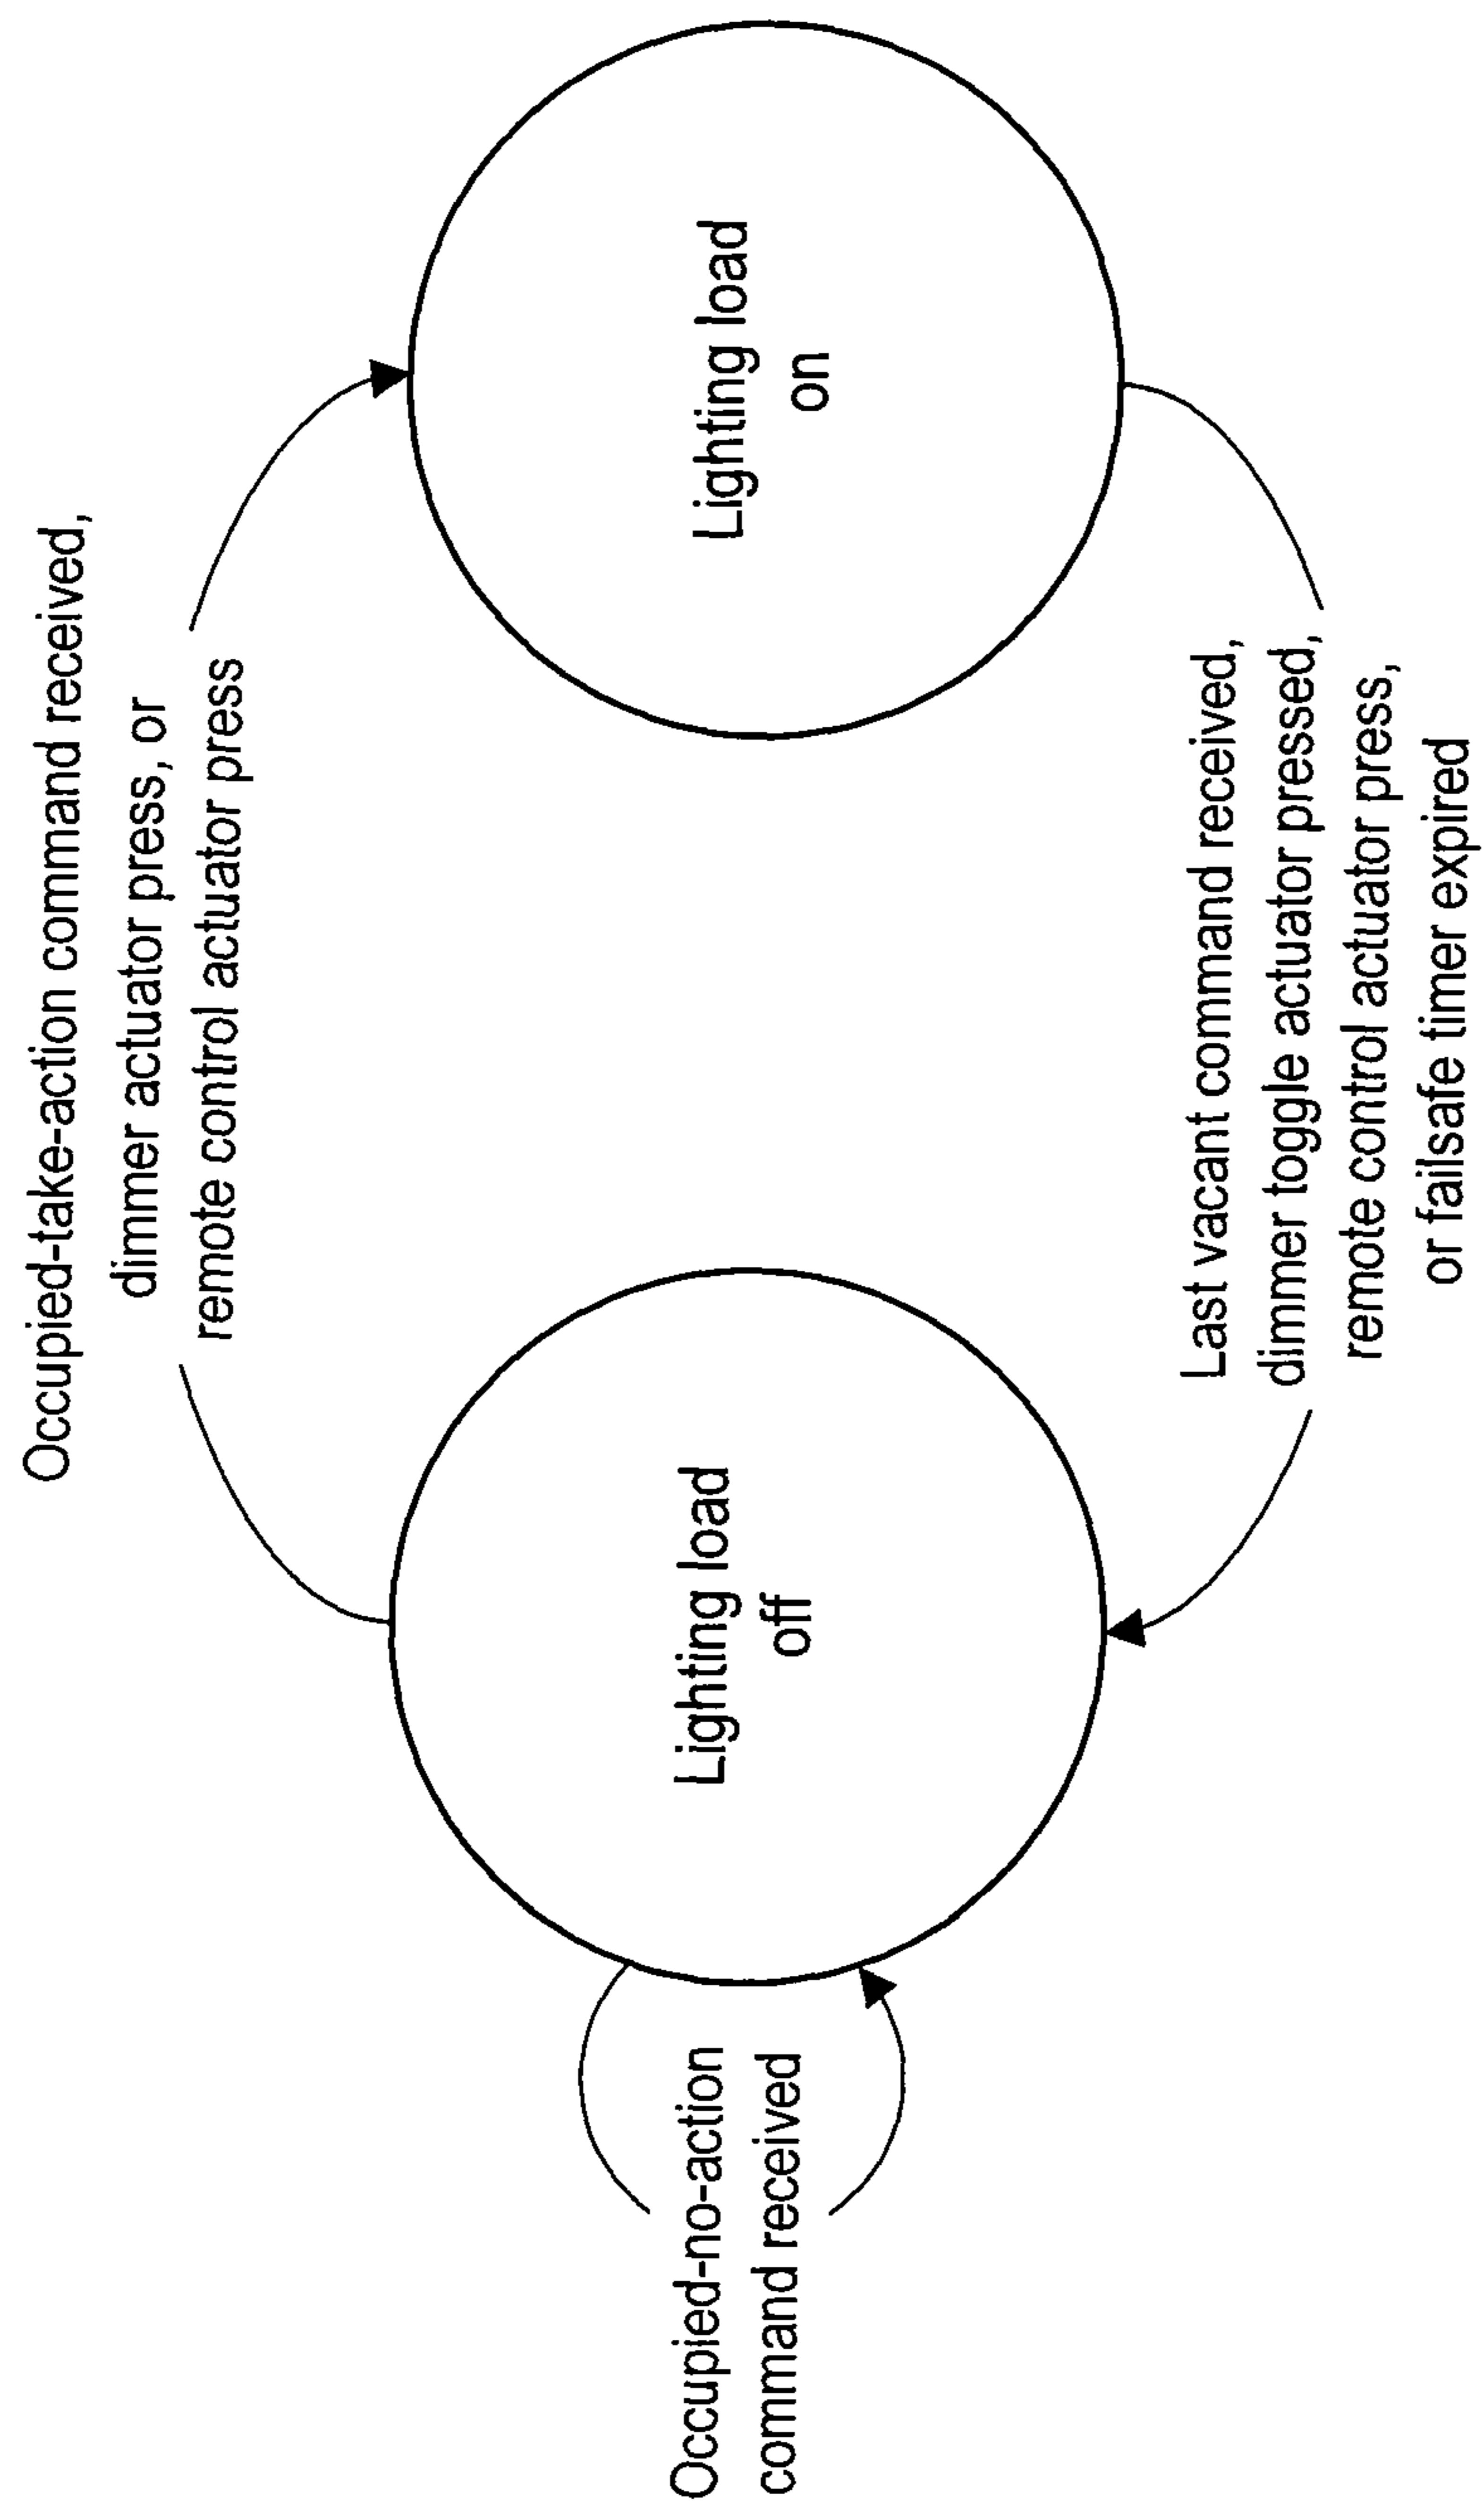 Occupied-take-action command received,
dimmer actuator press, or
remote control actuator press
Occupied-no-action
command received
Lighting load
off
Lighting load
on
Last vacant command received,
dimmer toggle actuator pressed,
remote control actuator press,
or failsafe timer expired